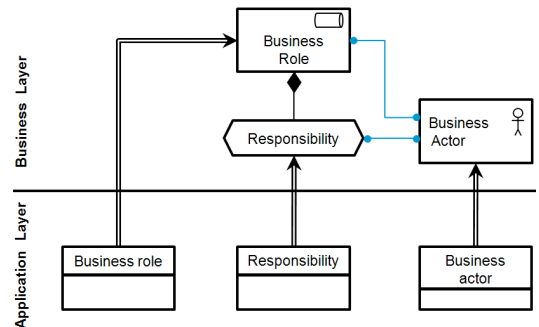 Business Layer
Business
Role
Responsibility
Business
Actor
Application Layer
Business role
Responsibility
Business
actor